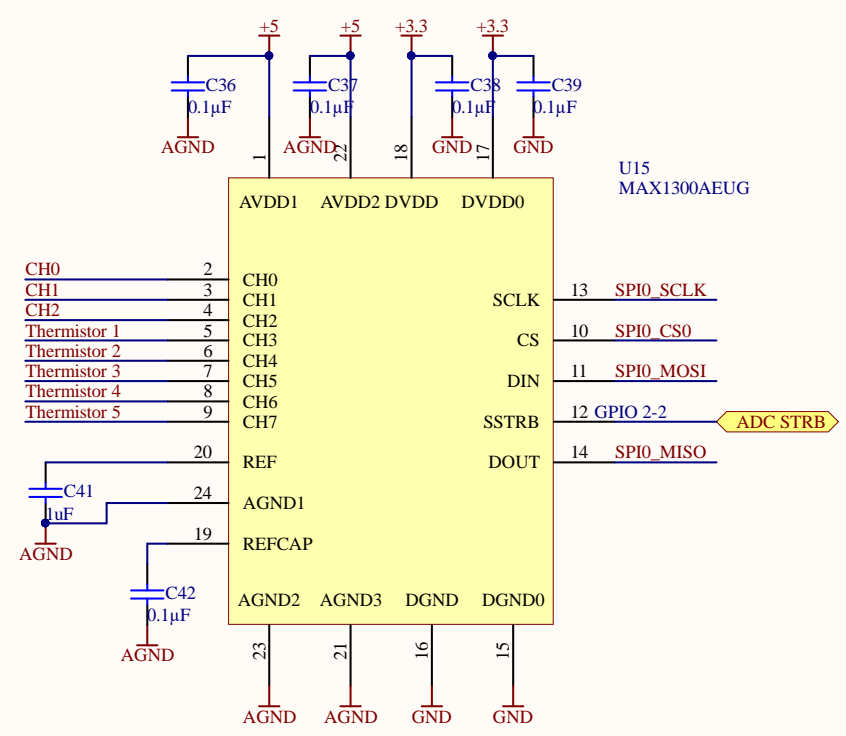 +5
+5
+3.3
+3.3
C36
0.1µF
C37
0.1µF
C38
0.1µF
C39
0.1µF
AGND
AGND
GND
GND
1
22
18
17
U15
MAX1300AEUG
AVDD1
AVDD2
DVDD
DVDD0
CH0 2 CH0
CH1 3 CH1
CH2 4 CH2
Thermistor 1 5 CH3
Thermistor 2 6 CH4
Thermistor 3 7 CH5
Thermistor 4 8 CH6
Thermistor 5 9 CH7
SCLK 13 SPI0_SCLK
CS 10 SPI0_CS0
DIN 11 SPI0_MOSI
SSTRB 12 GPIO 2-2 ADC STRB
DOUT 14 SPI0_MISO
20 REF
C41
1uF
24 AGND1
AGND
19 REFCAP
C42
0.1µF
AGND
AGND2
AGND3
DGND
DGND0
23
21
16
15
AGND
AGND
GND
GND